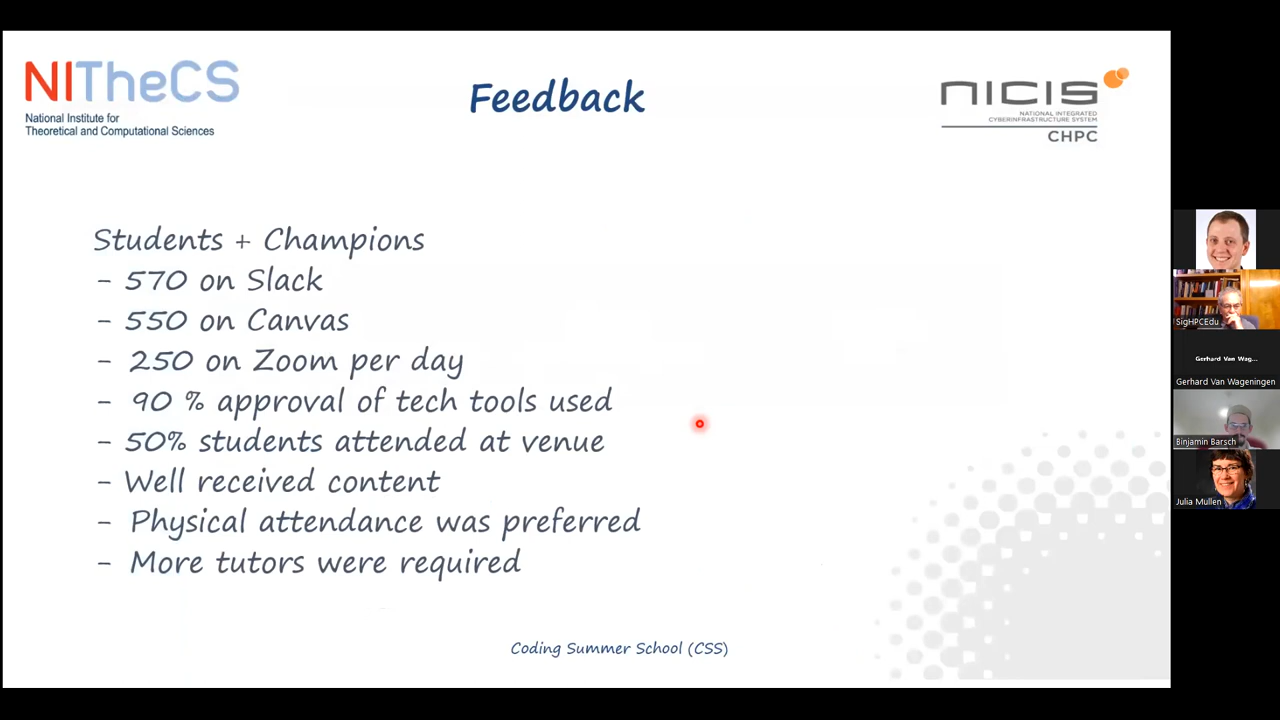 NITheCS
National Institute for
Theoretical and Computational Sciences
Feedback
NICIS
NATIONAL INTEGRATED
CYBERINFRASTRUCTURE SYSTEM
CHPC
Students + Champions
- 570 on Slack
- 550 on Canvas
- 250 on Zoom per day
- 90 % approval of tech tools used
- 50% students attended at venue
- Well received content
- Physical attendance was preferred
- More tutors were required
Coding Summer School (CSS)
SigHPCEdu
Gerhard Van Wag...
Gerhard Van Wageningen
Binjamin Barsch
Julia Mullen